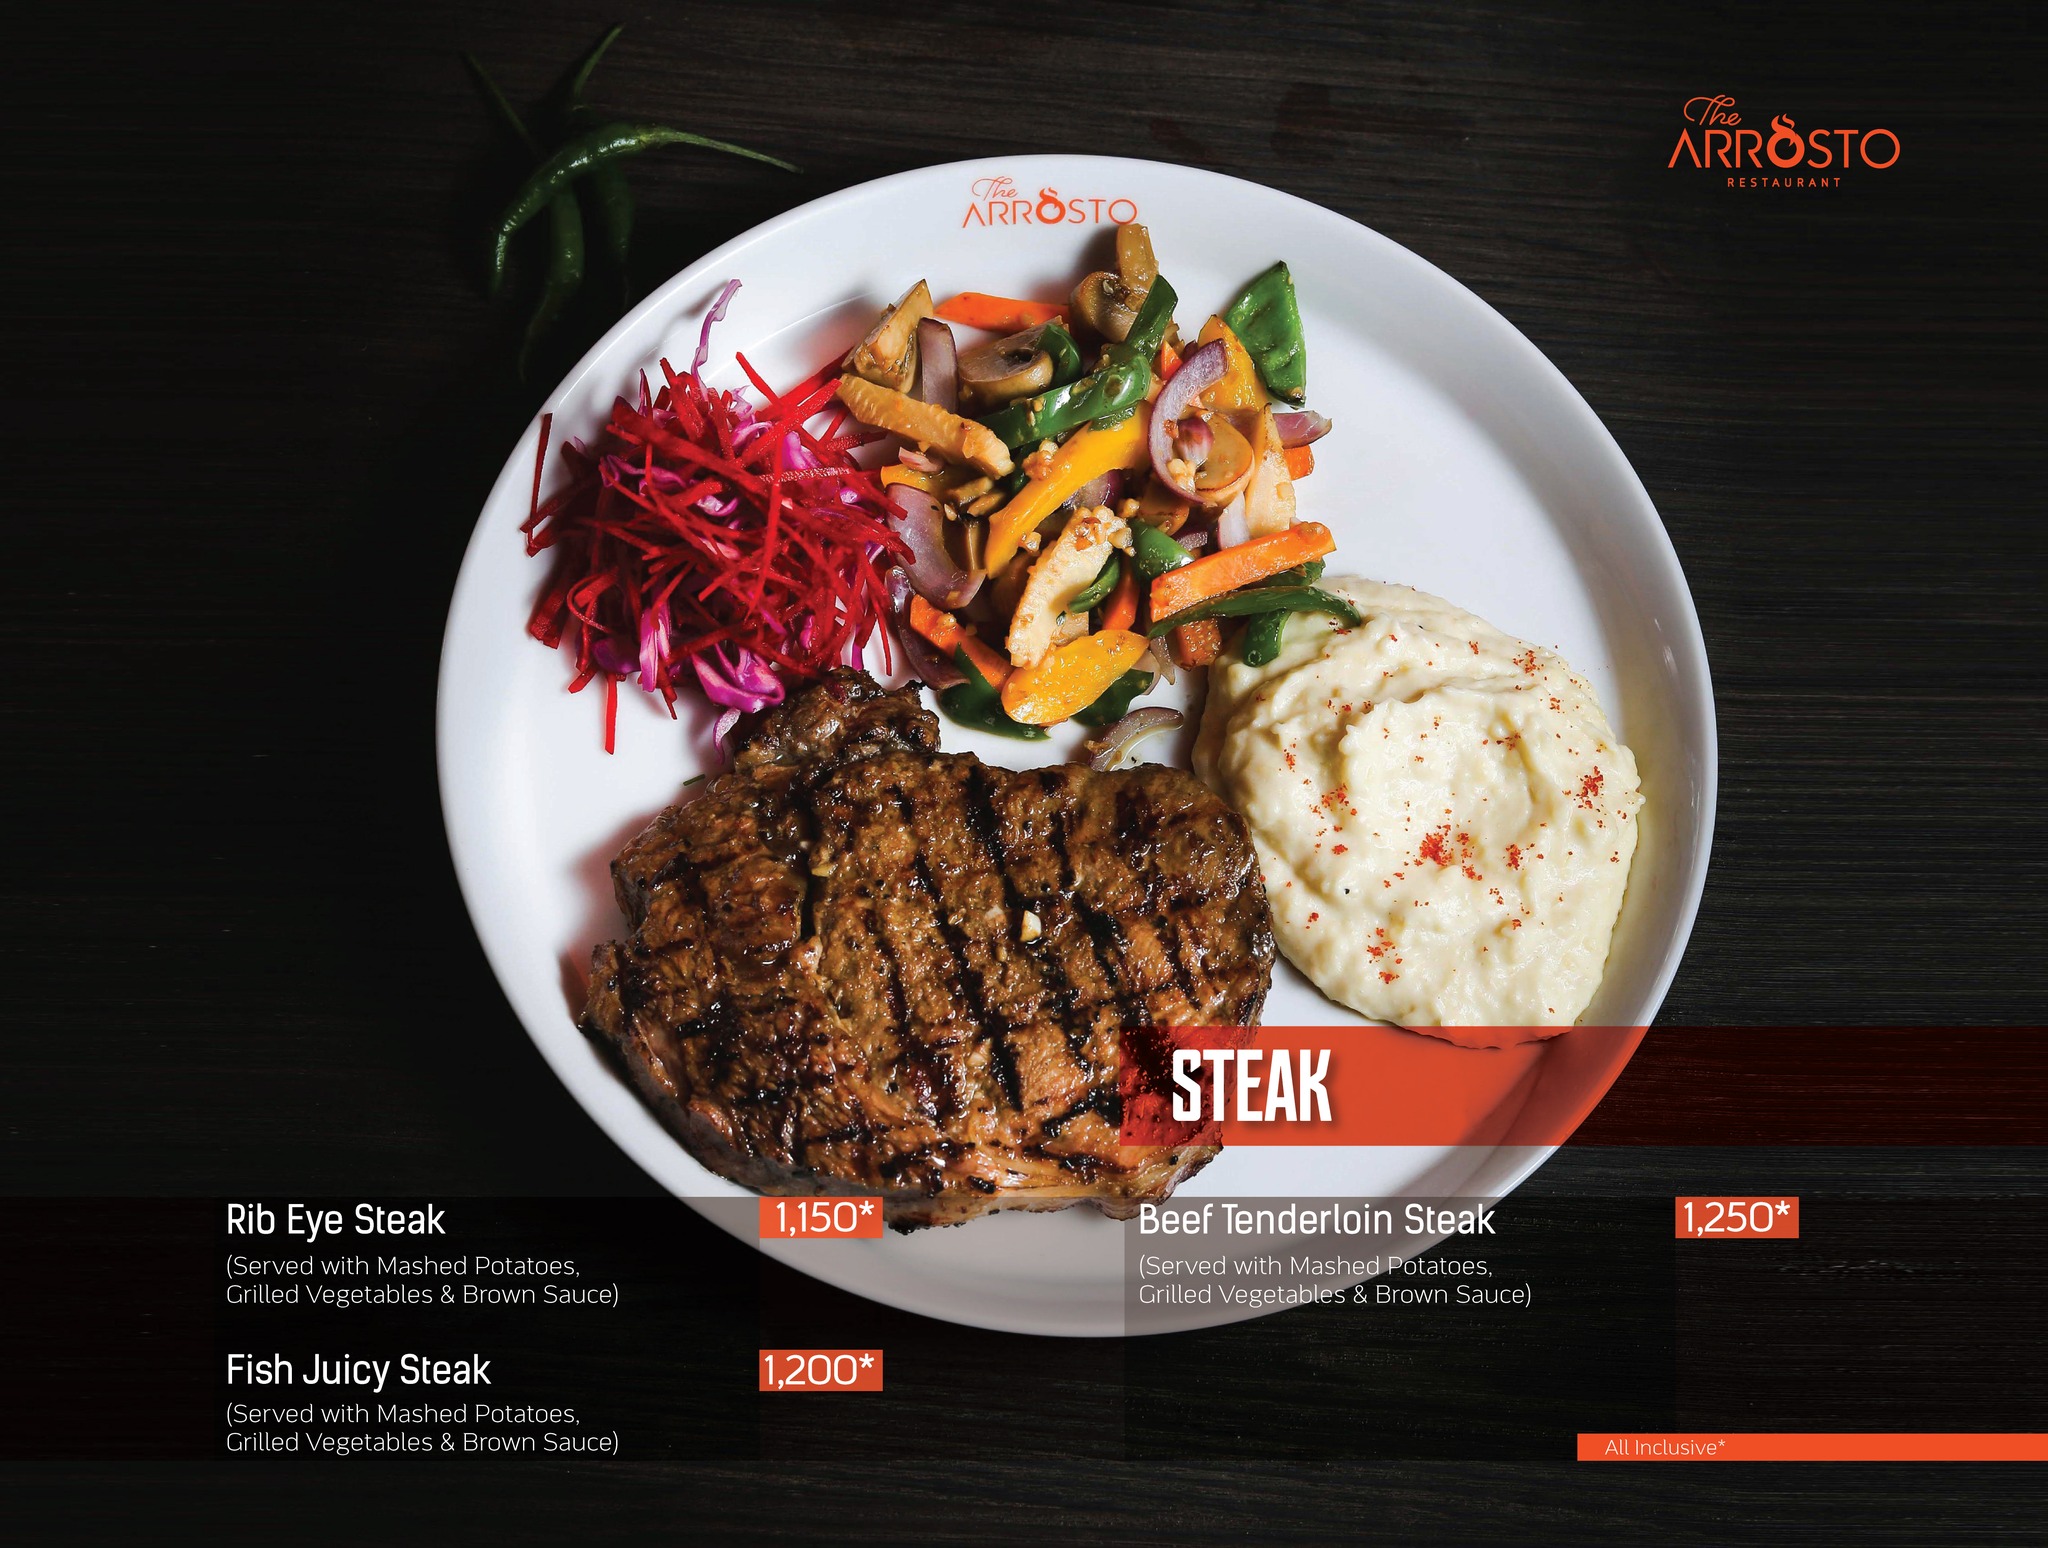 The
ARROSTO
RESTAURANT
The
ARROSTO
STEAK
Rib Eye Steak 1,150*
(Served with Mashed Potatoes,
Grilled Vegetables & Brown Sauce)
Fish Juicy Steak 1,200*
(Served with Mashed Potatoes,
Grilled Vegetables & Brown Sauce)
Beef Tenderloin Steak 1,250*
(Served with Mashed Potatoes,
Grilled Vegetables & Brown Sauce)
All Inclusive*